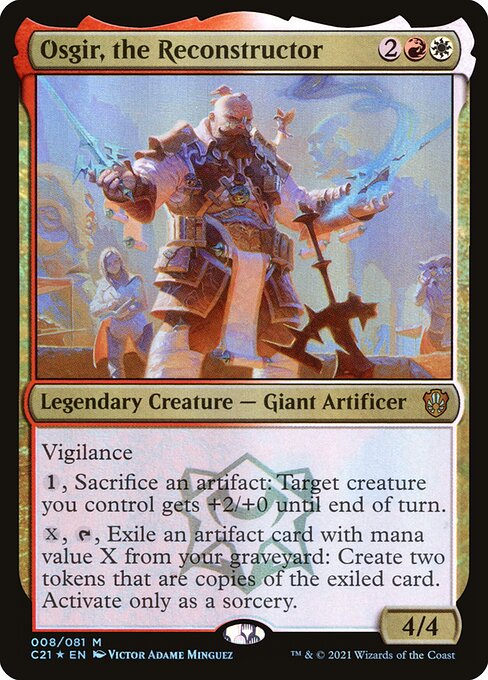 Osgir, the Reconstructor 2
Legendary Creature — Giant Artificer
Vigilance
1, Sacrifice an artifact: Target creature
you control gets +2/+0 until end of turn.
X, , Exile an artifact card with mana
value X from your graveyard: Create two
tokens that are copies of the exiled card.
Activate only as a sorcery.
4/4
008/081 M
C21 ★ EN Victor Adame Minguez
™ & © 2021 Wizards of the Coast